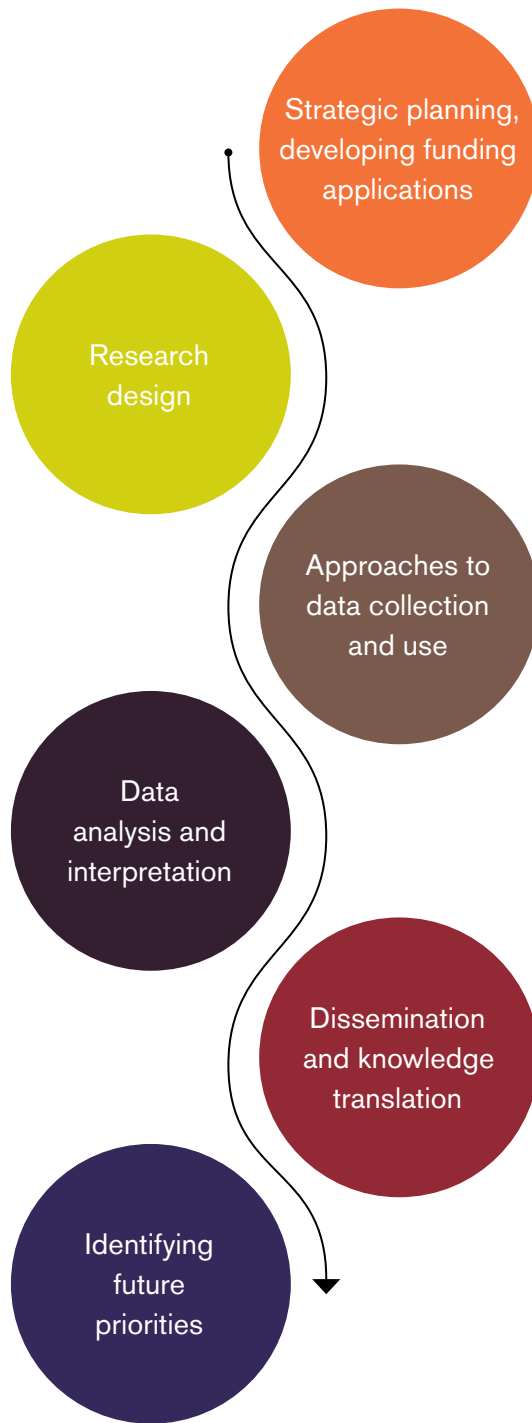 Strategic planning,
developing funding
applications
Research
design
Approaches to
data collection
and use
Data
analysis and
interpretation
Dissemination
and knowledge
translation
Identifying
future
priorities